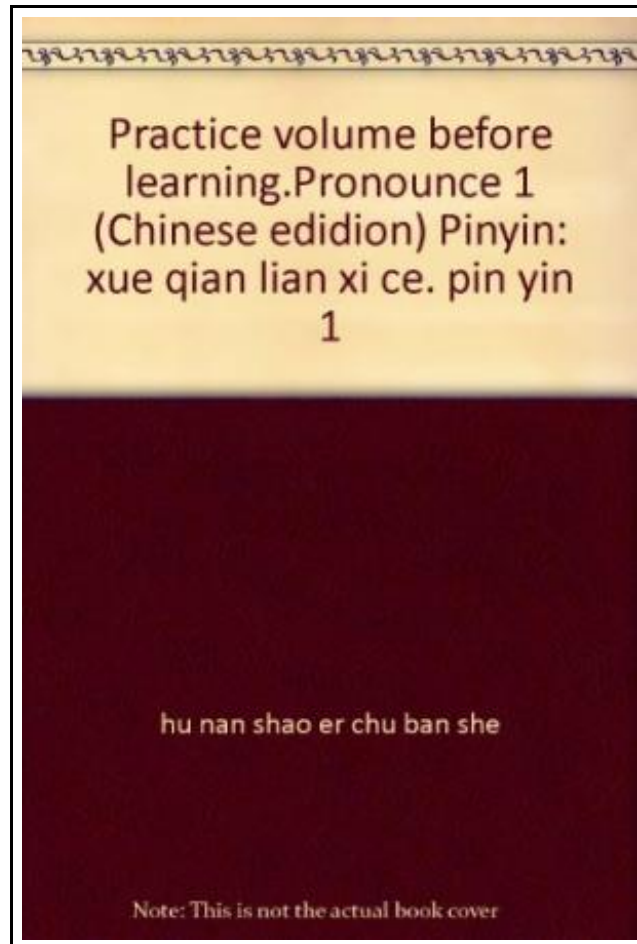 Practice volume before
learning.Pronounce 1
(Chinese edidion) Pinyin:
xue qian lian xi ce. pin yin
1
hu nan shao er chu ban she
Note: This is not the actual book cover